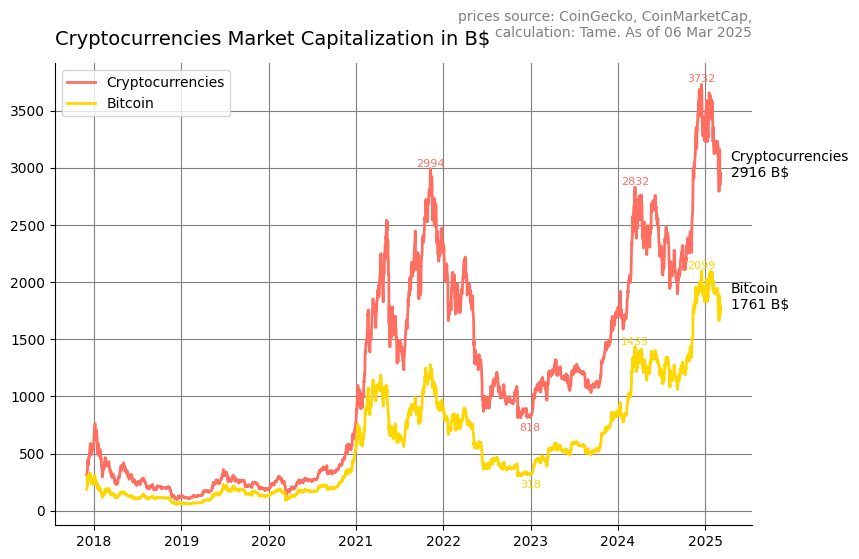 prices source: CoinGecko, CoinMarketCap,
calculation: Tame. As of 06 Mar 2025
Cryptocurrencies Market Capitalization in B$
Cryptocurrencies
Bitcoin
3500
3000
2500
2000
1500
1000
500
0
2994
818
318
2832
1435
3732
2099
Cryptocurrencies
2916 B$
Bitcoin
1761 B$
2018 2019 2020 2021 2022 2023 2024 2025